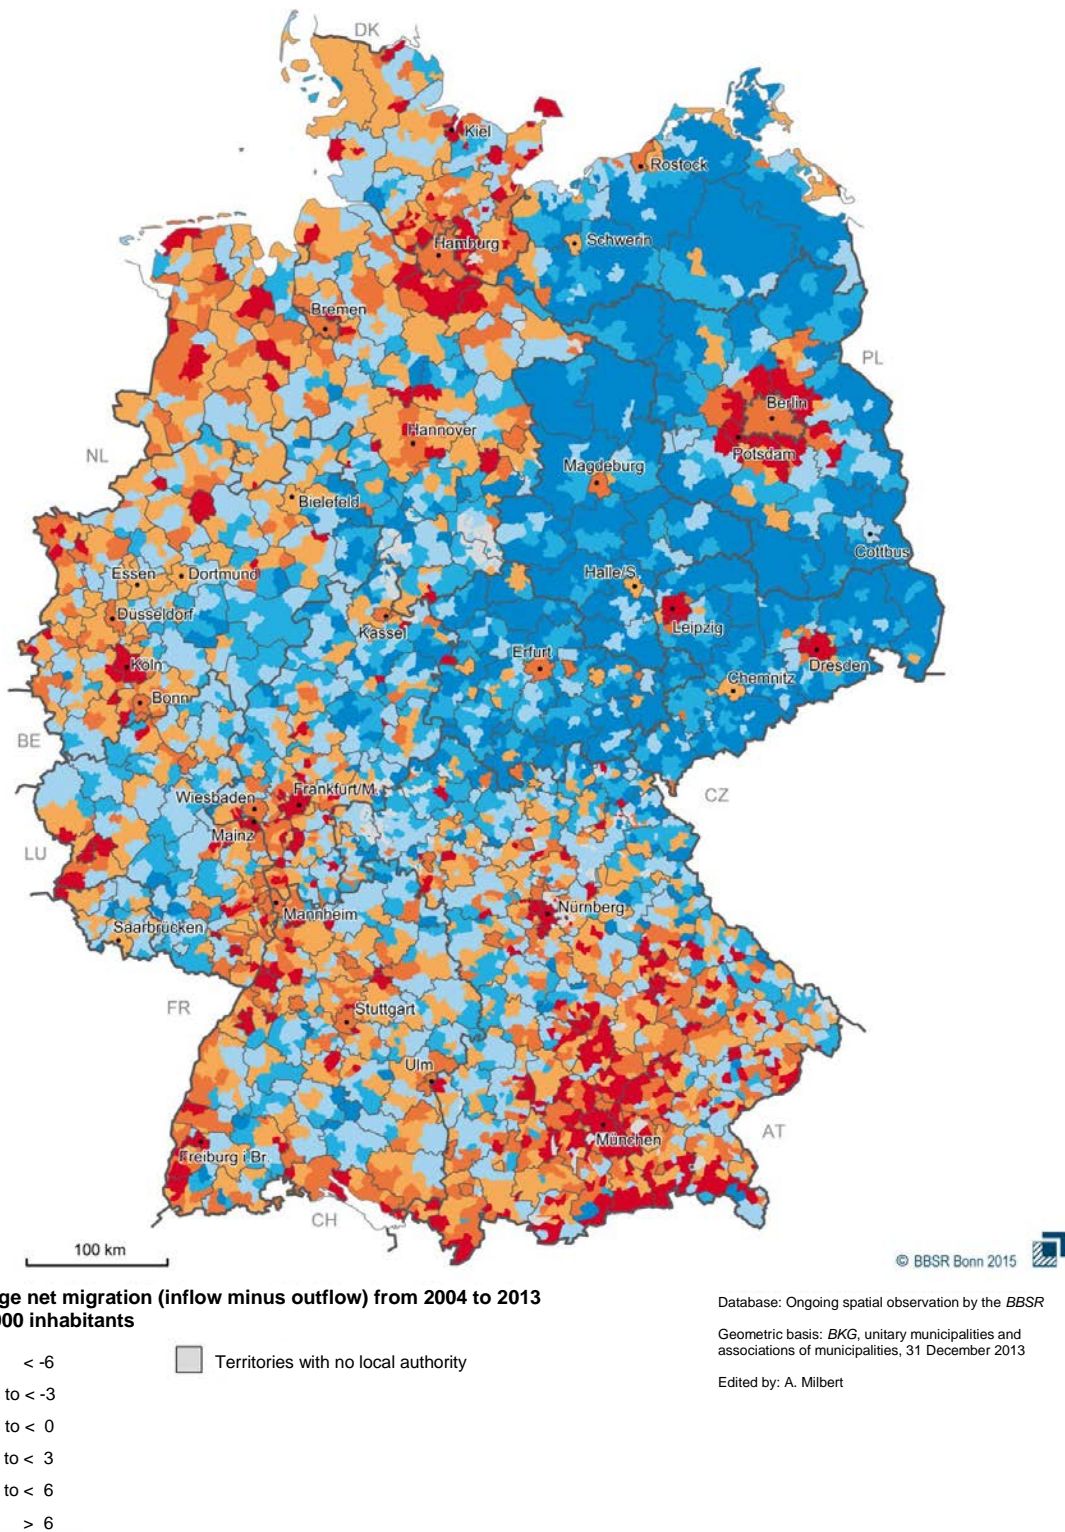 DK
Kiel
Rostock
Hamburg
Schwerin
Bremen
PL
Berlin
Hannover
Potsdam
NL
Magdeburg
Bielefeld
Cottbus
Essen
Dortmund
Halle/S.
Düsseldorf
Kassel
Leipzig
Köln
Erfurt
Dresden
Chemnitz
Bonn
BE
Wiesbaden
Frankfurt/M.
CZ
Mainz
LU
Mannheim
Nürnberg
Saarbrücken
FR
Stuttgart
Ulm
München
AT
Freiburg i.Br.
CH
100 km
© BBSR Bonn 2015
ge net migration (inflow minus outflow) from 2004 to 2013
000 inhabitants
Database: Ongoing spatial observation by the BBSR
Geometric basis: BKG, unitary municipalities and
associations of municipalities, 31 December 2013
Edited by: A. Milbert
Territories with no local authority
< -6
to < -3
to < 0
to < 3
to < 6
> 6